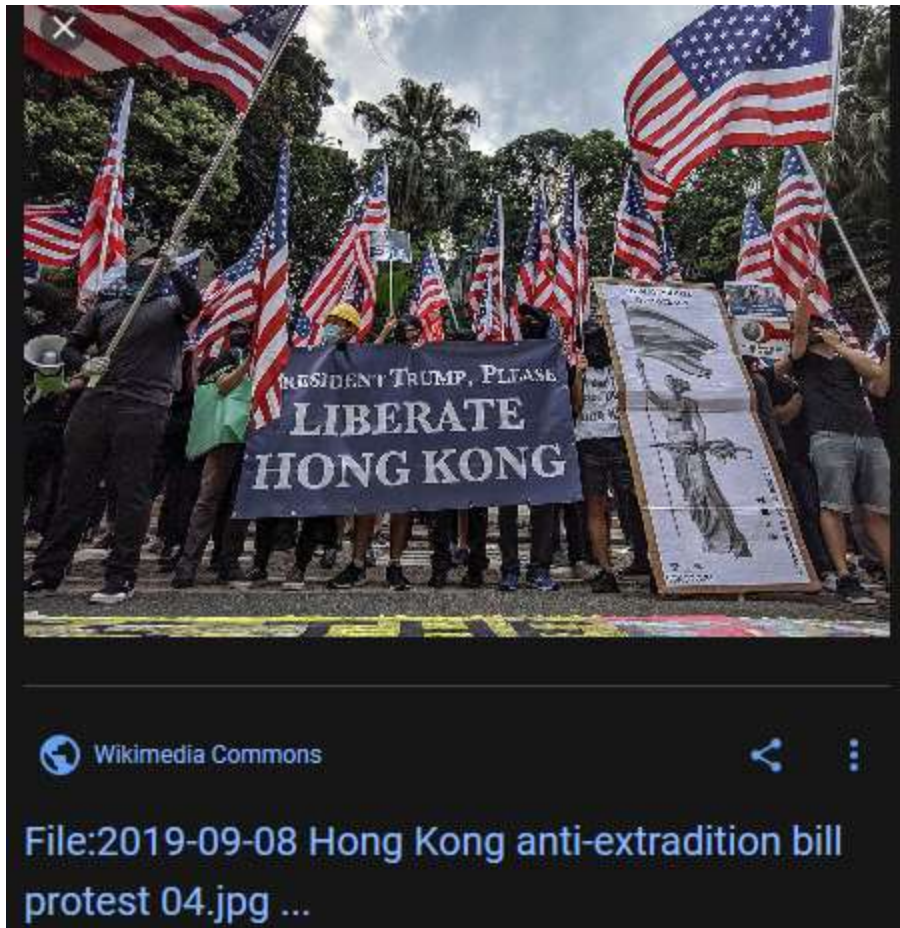 PRESIDENT TRUMP, PLEASE
LIBERATE
HONG KONG
Wikimedia Commons
File:2019-09-08 Hong Kong anti-extradition bill
protest 04.jpg ...